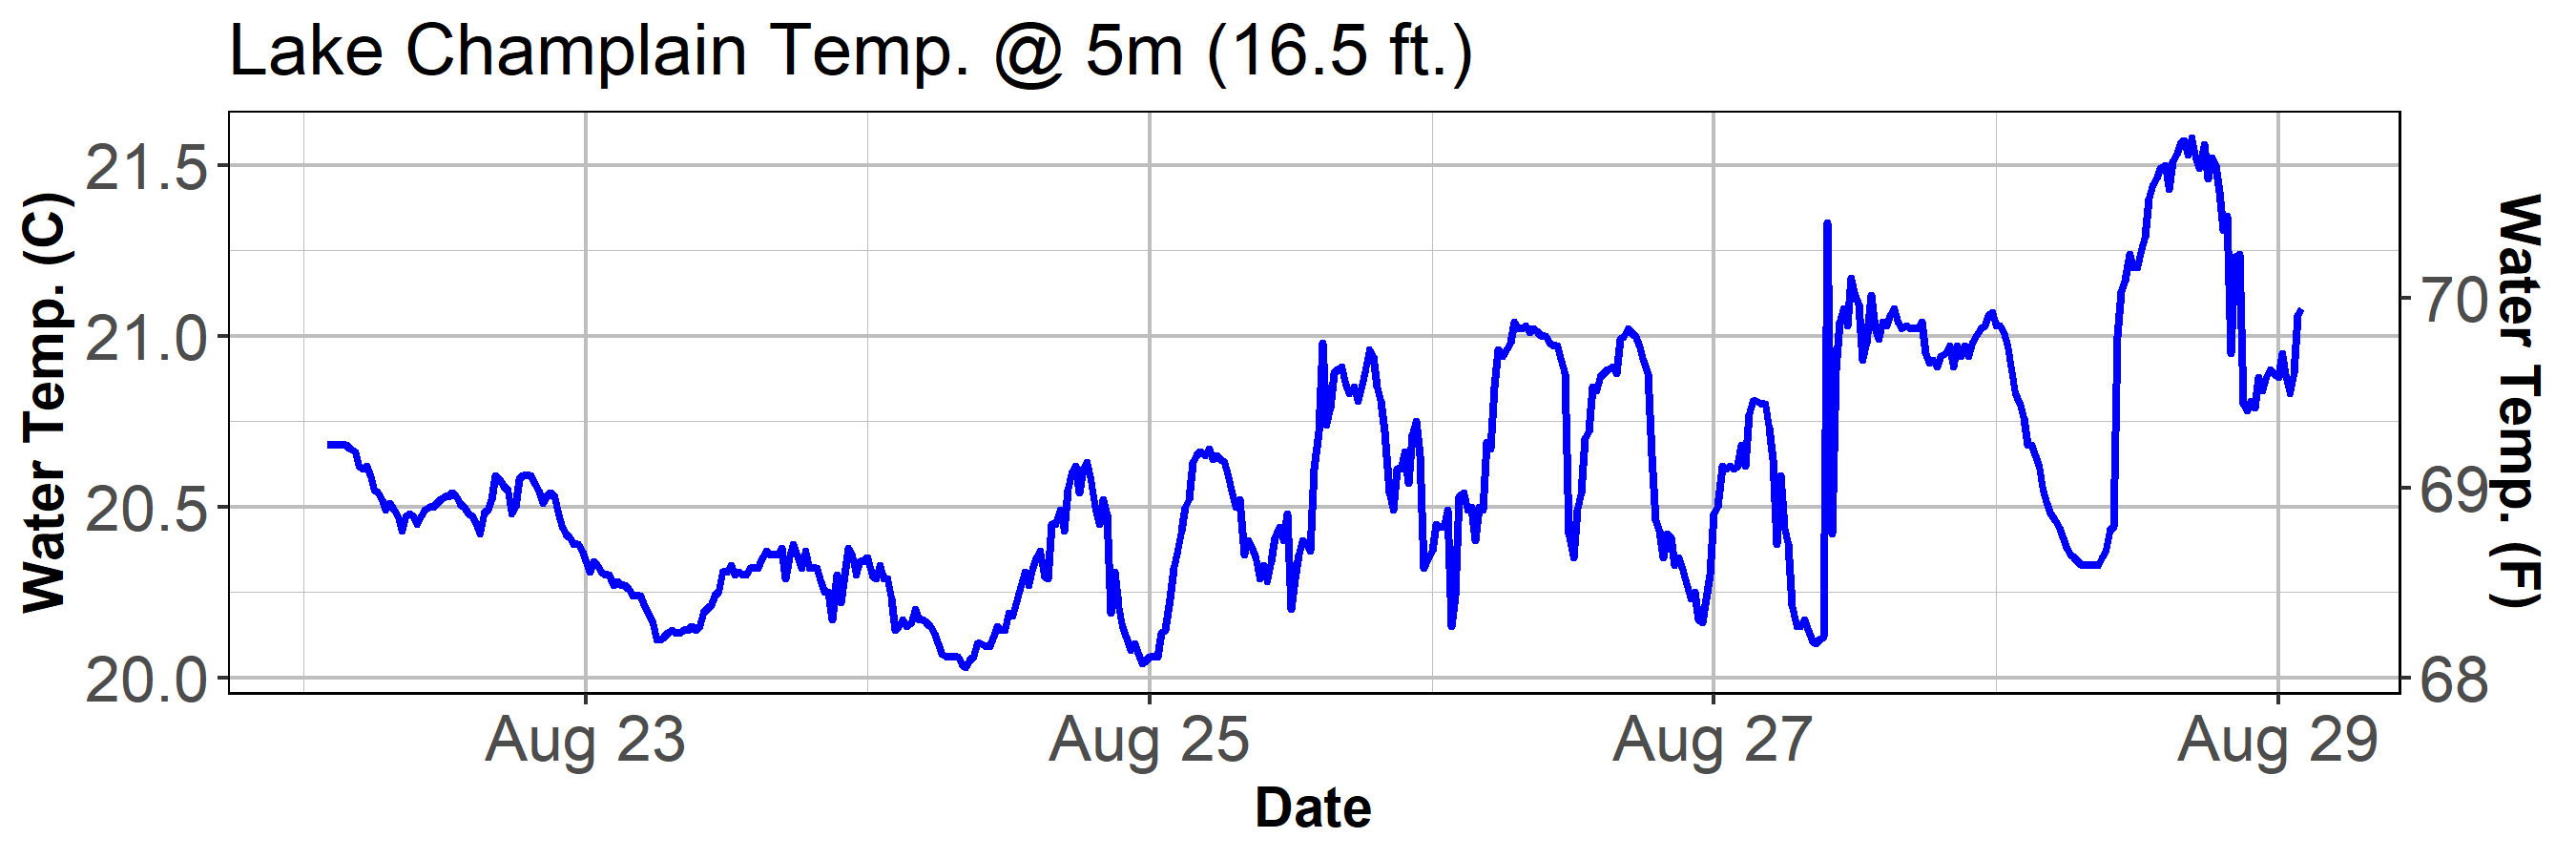 Lake Champlain Temp. @ 5m (16.5 ft.)
Water Temp. (C)
21.5
21.0
20.5
20.0
70
69
68
Water Temp. (F)
Aug 23 Aug 25 Aug 27 Aug 29
Date